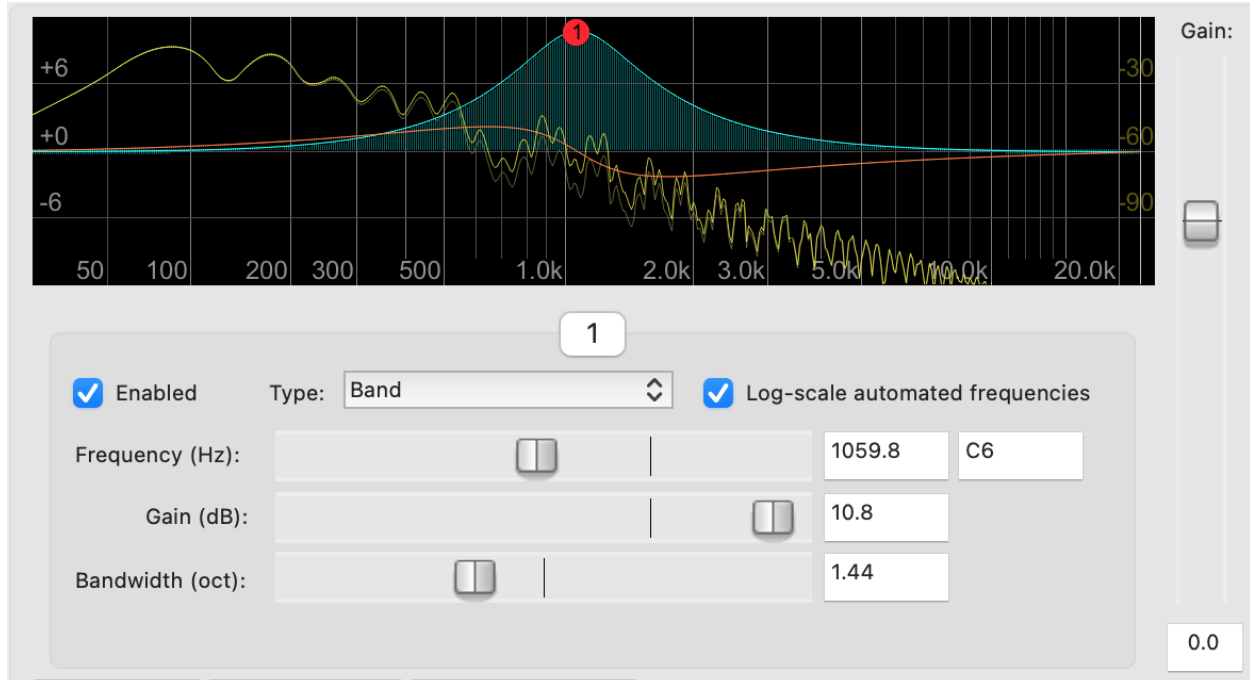 Gain:
1
+6 -30
+0 -60
-6 -90
50 100 200 300 500 1.0k 2.0k 3.0k 5.0k 10.0k 20.0k
1
Enabled Type: Band Log-scale automated frequencies
Frequency (Hz): 1059.8 C6
Gain (dB): 10.8
Bandwidth (oct): 1.44
0.0